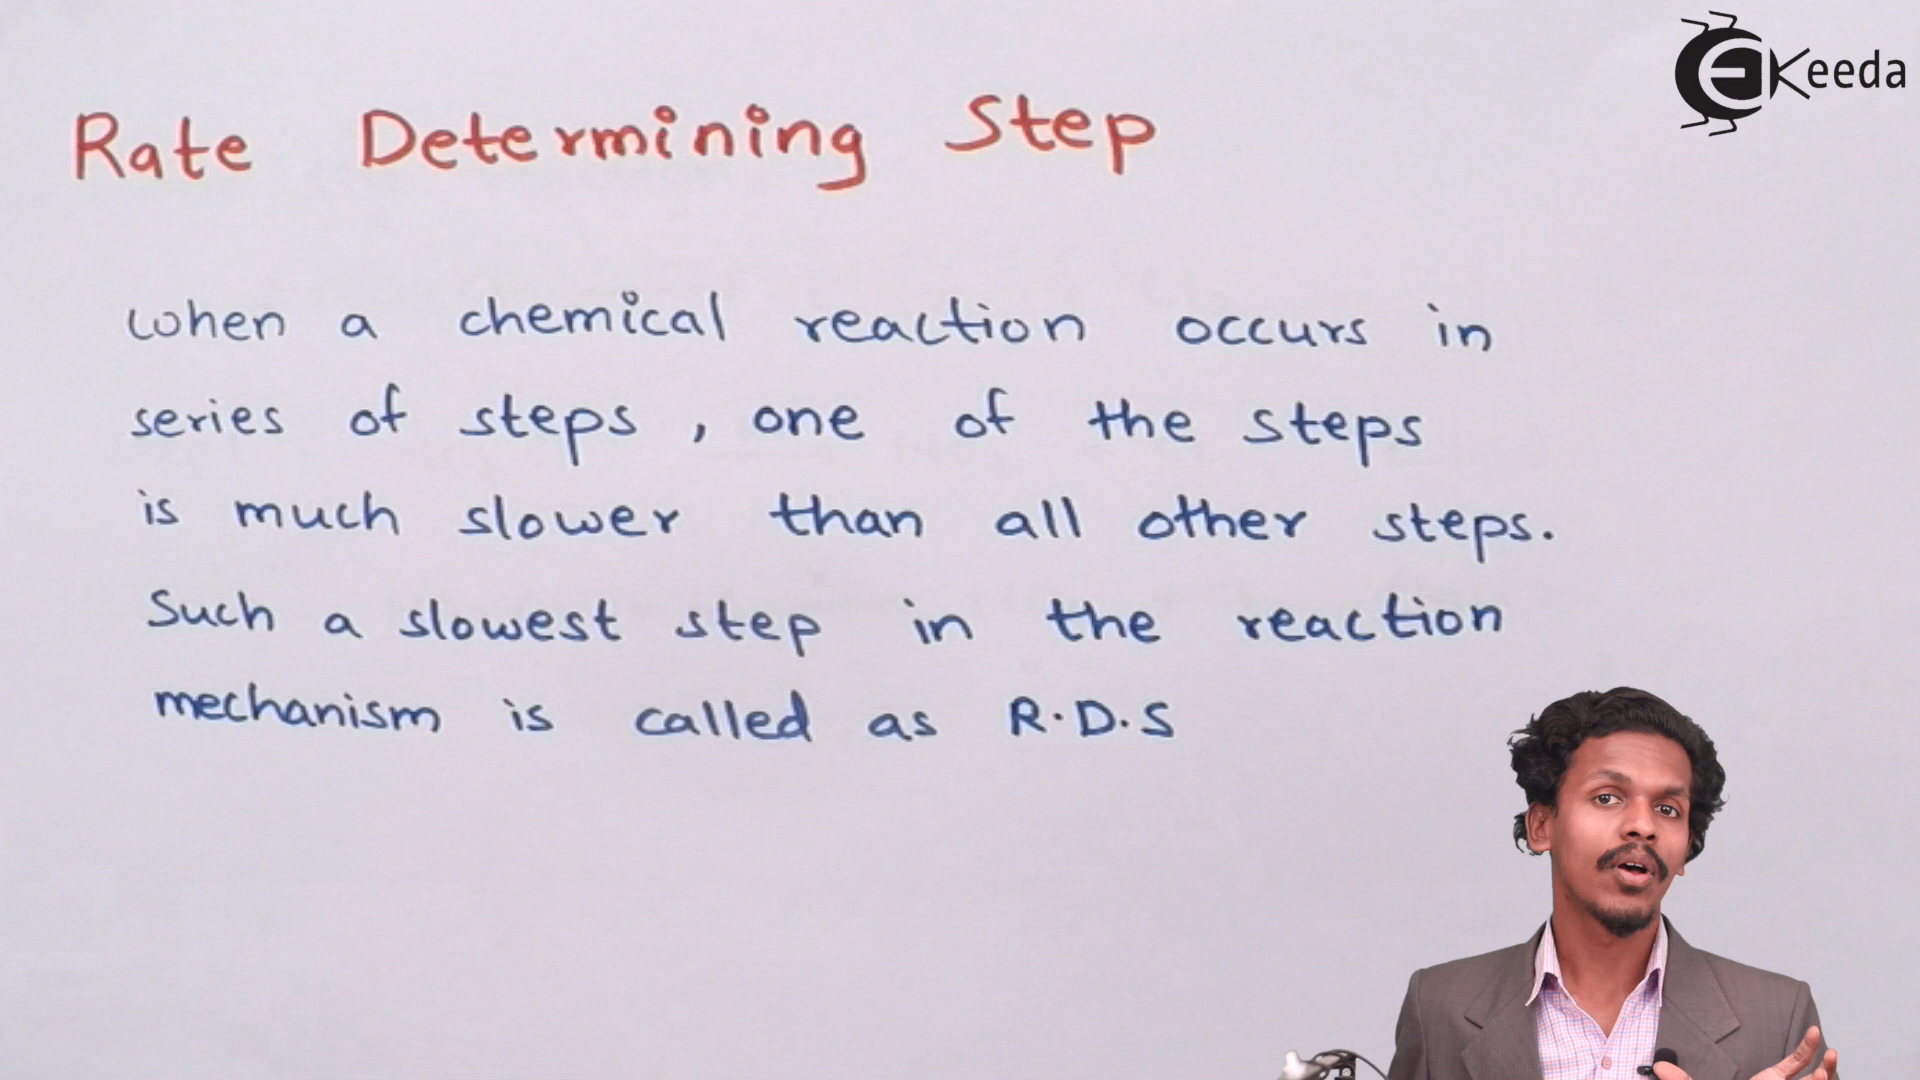 EKeeda
Rate Determining Step
When a chemical reaction occurs in
series of steps, one of the steps
is much slower than all other steps.
Such a slowest step in the reaction
mechanism is called as R.D.S